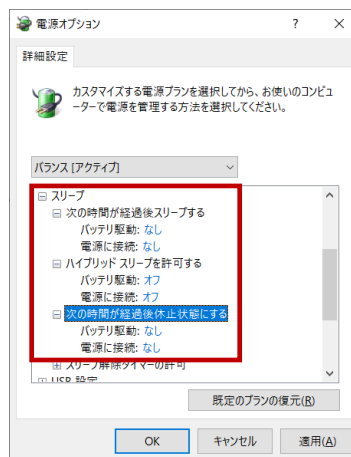 電源オプション
詳細設定
カスタマイズする電源プランを選択してから、お使いのコンピュ
ーターで電源を管理する方法を選択してください。
バランス [アクティブ]
スリープ
次の時間が経過後スリープする
バッテリ駆動: なし
電源に接続: なし
ハイブリッド スリープを許可する
バッテリ駆動: オフ
電源に接続: オフ
次の時間が経過後休止状態にする
バッテリ駆動: なし
電源に接続: なし
スリープ解除タイマーの許可
USB 設定
既定のプランの復元(R)
OK キャンセル 適用(A)